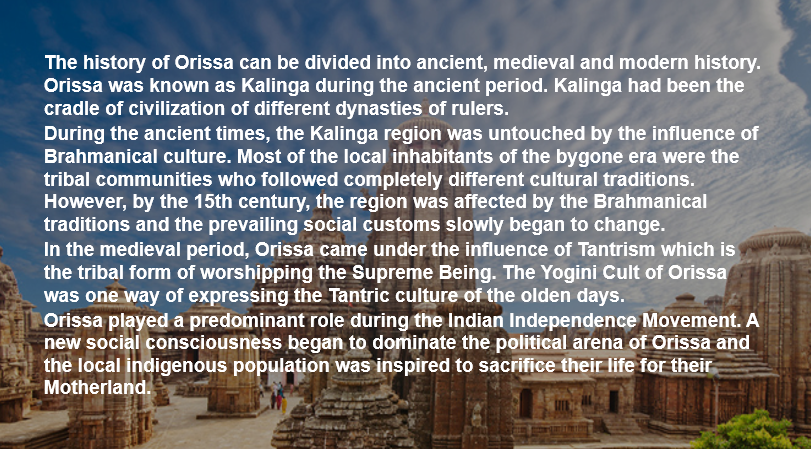 The history of Orissa can be divided into ancient, medieval and modern history.
Orissa was known as Kalinga during the ancient period. Kalinga had been the
cradle of civilization of different dynasties of rulers.
During the ancient times, the Kalinga region was untouched by the influence of
Brahmanical culture. Most of the local inhabitants of the bygone era were the
tribal communities who followed completely different cultural traditions.
However, by the 15th century, the region was affected by the Brahmanical
traditions and the prevailing social customs slowly began to change.
In the medieval period, Orissa came under the influence of Tantrism which is
the tribal form of worshipping the Supreme Being. The Yogini Cult of Orissa
was one way of expressing the Tantric culture of the olden days.
Orissa played a predominant role during the Indian Independence Movement. A
new social consciousness began to dominate the political arena of Orissa and
the local indigenous population was inspired to sacrifice their life for their
Motherland.